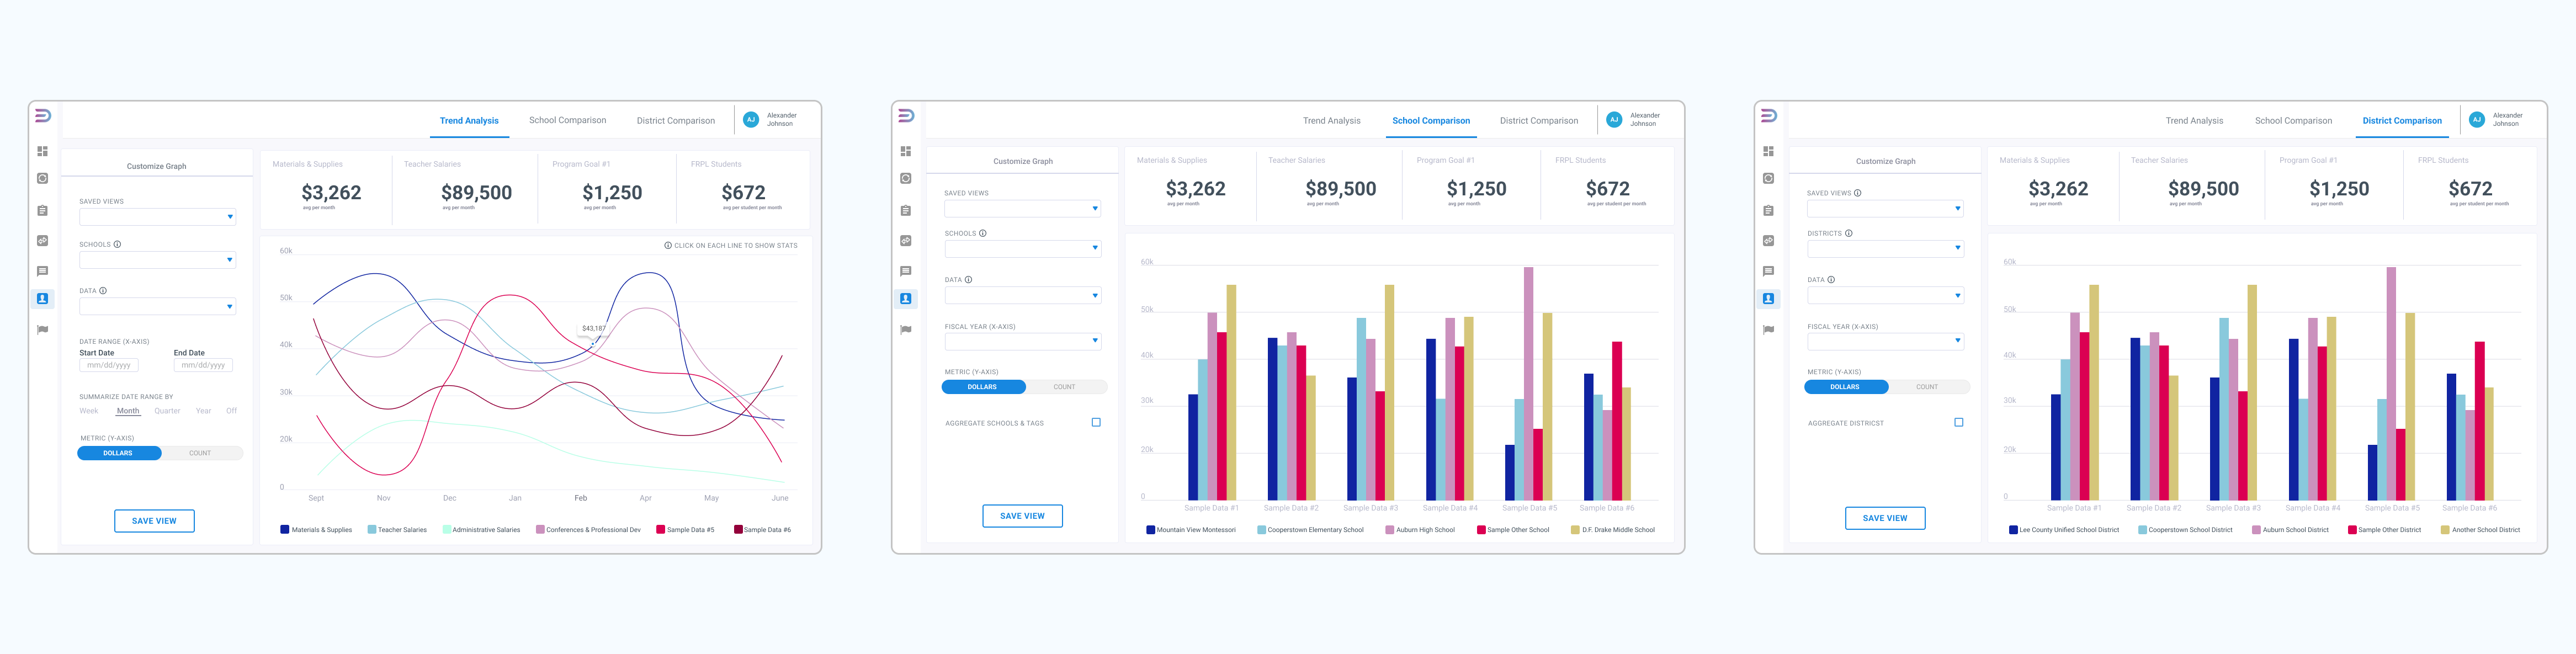 Trend Analysis
School Comparison
District Comparison
AJ
Alexander
Johnson
Customize Graph
SAVED VIEWS
SCHOOLS
DATA
DATE RANGE (X-AXIS)
Start Date
End Date
mm/dd/yyyy
mm/dd/yyyy
SUMMARIZE DATE RANGE BY
Week Month Quarter Year Off
METRIC (Y-AXIS)
DOLLARS
COUNT
SAVE VIEW
Materials & Supplies
$3,262
avg per month
Teacher Salaries
$89,500
avg per month
Program Goal #1
$1,250
avg per month
FRPL Students
$672
avg per student per month
CLICK ON EACH LINE TO SHOW STATS
60k
50k
40k
30k
20k
0
$43,187
Sept Nov Dec Jan Feb Apr May June
Materials & Supplies
Teacher Salaries
Administrative Salaries
Conferences & Professional Dev
Sample Data #5
Sample Data #6
Trend Analysis
School Comparison
District Comparison
AJ
Alexander
Johnson
Customize Graph
SAVED VIEWS
SCHOOLS
DATA
FISCAL YEAR (X-AXIS)
METRIC (Y-AXIS)
DOLLARS
COUNT
AGGREGATE SCHOOLS & TAGS
SAVE VIEW
Materials & Supplies
$3,262
avg per month
Teacher Salaries
$89,500
avg per month
Program Goal #1
$1,250
avg per month
FRPL Students
$672
avg per student per month
60k
50k
40k
30k
20k
0
Sample Data #1 Sample Data #2 Sample Data #3 Sample Data #4 Sample Data #5 Sample Data #6
Mountain View Montessori
Cooperstown Elementary School
Auburn High School
Sample Other School
D.F. Drake Middle School
Trend Analysis
School Comparison
District Comparison
AJ
Alexander
Johnson
Customize Graph
SAVED VIEWS
DISTRICTS
DATA
FISCAL YEAR (X-AXIS)
METRIC (Y-AXIS)
DOLLARS
COUNT
AGGREGATE DISTRICST
SAVE VIEW
Materials & Supplies
$3,262
avg per month
Teacher Salaries
$89,500
avg per month
Program Goal #1
$1,250
avg per month
FRPL Students
$672
avg per student per month
60k
50k
40k
30k
20k
0
Sample Data #1 Sample Data #2 Sample Data #3 Sample Data #4 Sample Data #5 Sample Data #6
Lee County Unified School District
Cooperstown School District
Auburn School District
Sample Other District
Another School District